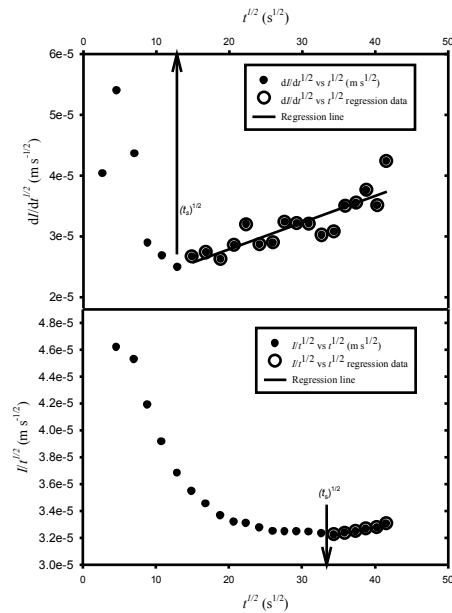 t^1/2 (s^1/2)
0 10 20 30 40 50
6e-5
5e-5
4e-5
3e-5
2e-5
dI/dt^1/2 (m s^-1/2)
dI/dt^1/2 vs t^1/2 (m s^1/2)
dI/dt^1/2 vs t^1/2 regression data
Regression line
(t_s)^1/2
4.8e-5
4.6e-5
4.4e-5
4.2e-5
4.0e-5
3.8e-5
3.6e-5
3.4e-5
3.2e-5
3.0e-5
I/t^1/2 (m s^-1/2)
I/t^1/2 vs t^1/2 (m s^1/2)
I/t^1/2 vs t^1/2 regression data
Regression line
(t_s)^1/2
0 10 20 30 40 50
t^1/2 (s^1/2)